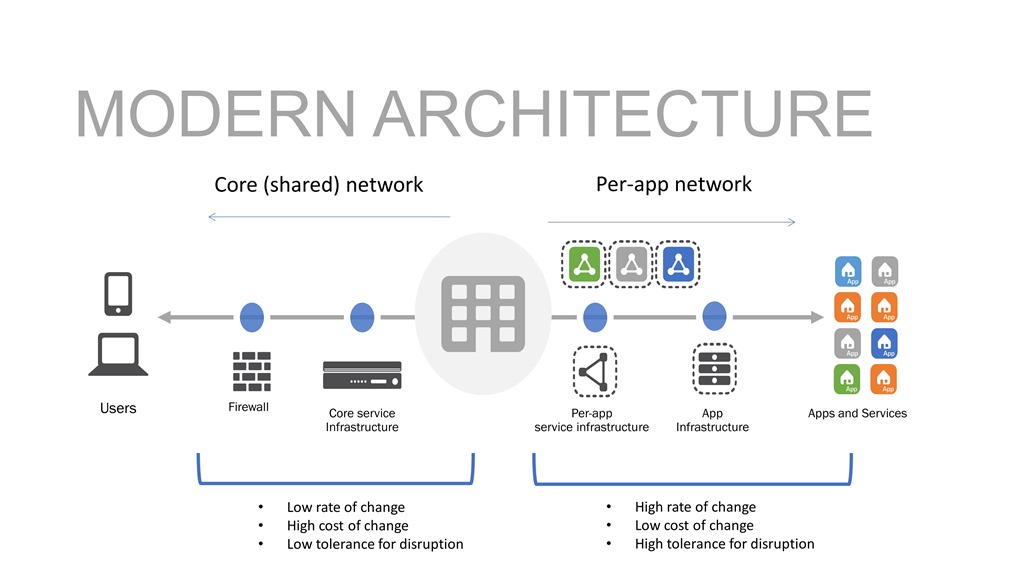 MODERN ARCHITECTURE
Core (shared) network
Per-app network
App
App
App
App
App
App
App
App
Users
Firewall
Core service
Infrastructure
Per-app
service infrastructure
App
Infrastructure
Apps and Services
• Low rate of change
• High cost of change
• Low tolerance for disruption
• High rate of change
• Low cost of change
• High tolerance for disruption